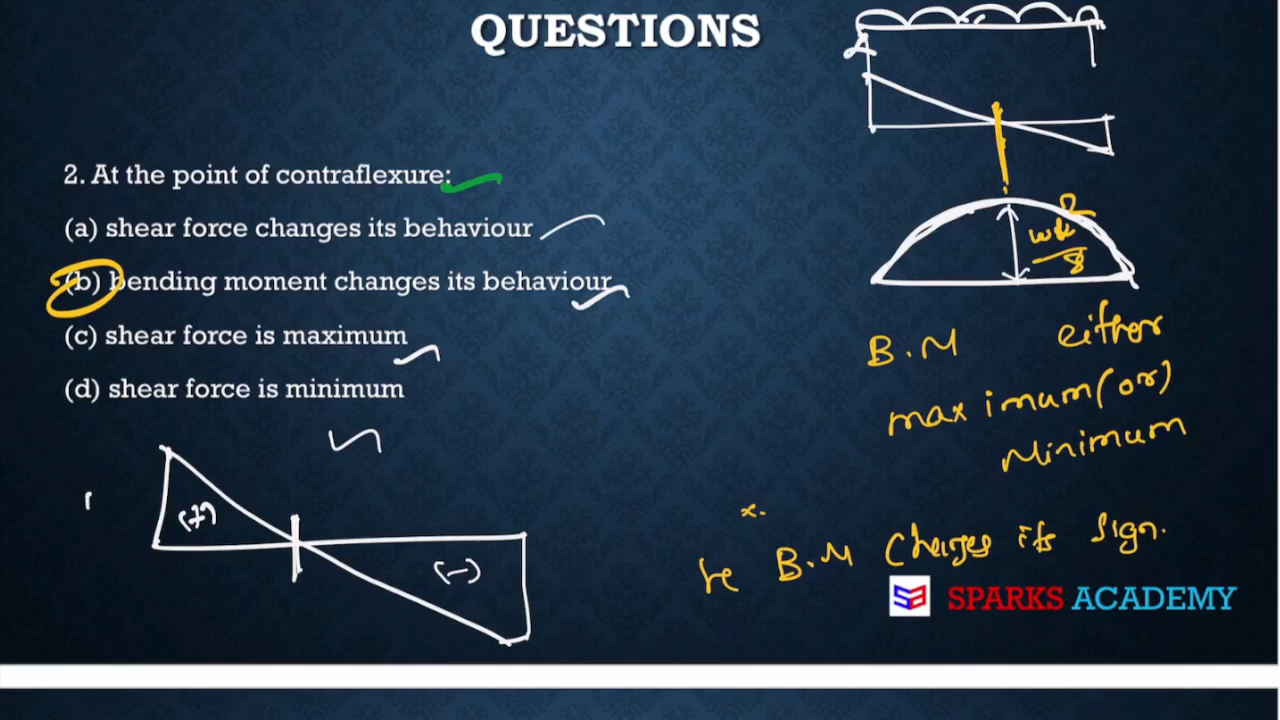 QUESTIONS
2. At the point of contraflexure:
(a) shear force changes its behaviour
(b) bending moment changes its behaviour
(c) shear force is maximum
(d) shear force is minimum
(+)
(-)
A
8
B.M either
maximum (or)
Minimum
B.M Changes its Sign.
SPARKS ACADEMY